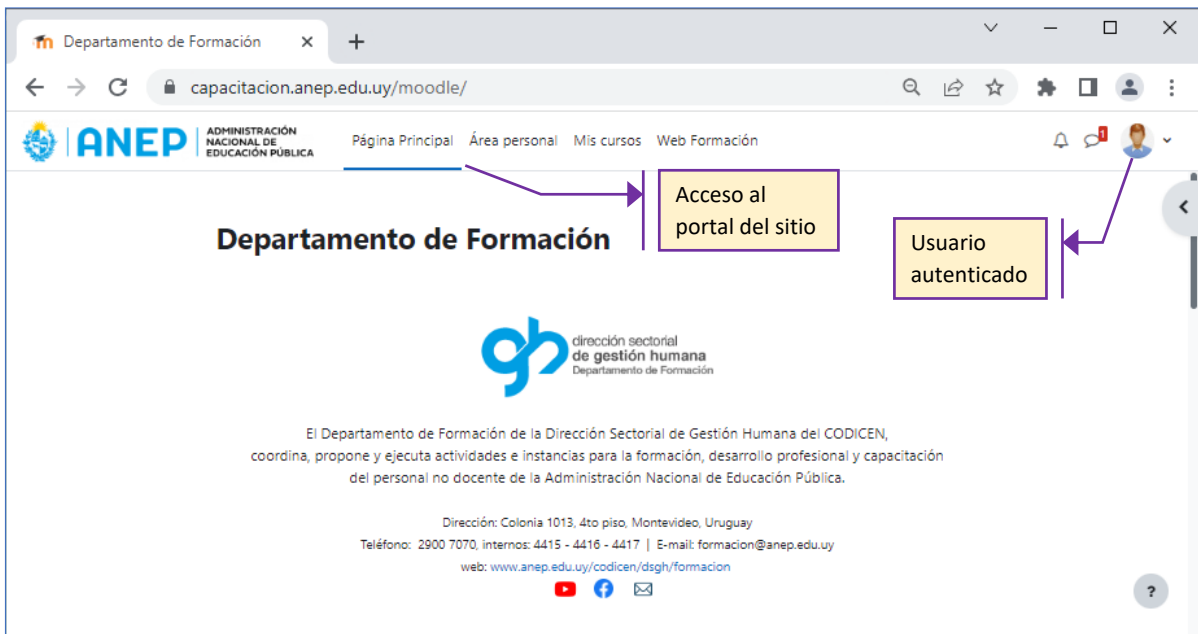 Departamento de Formación
capacitacion.anep.edu.uy/moodle/
ANEP
ADMINISTRACIÓN
NACIONAL DE
EDUCACIÓN PÚBLICA
Página Principal Área personal Mis cursos Web Formación
1
Acceso al
portal del sitio
Departamento de Formación
Usuario
autenticado
gh
dirección sectorial
de gestión humana
Departamento de Formación
El Departamento de Formación de la Dirección Sectorial de Gestión Humana del CODICEN,
coordina, propone y ejecuta actividades e instancias para la formación, desarrollo profesional y capacitación
del personal no docente de la Administración Nacional de Educación Pública.
Dirección: Colonia 1013, 4to piso, Montevideo, Uruguay
Teléfono: 2900 7070, internos: 4415 - 4416 - 4417 | E-mail: formacion@anep.edu.uy
web: www.anep.edu.uy/codicen/dsgh/formacion
?